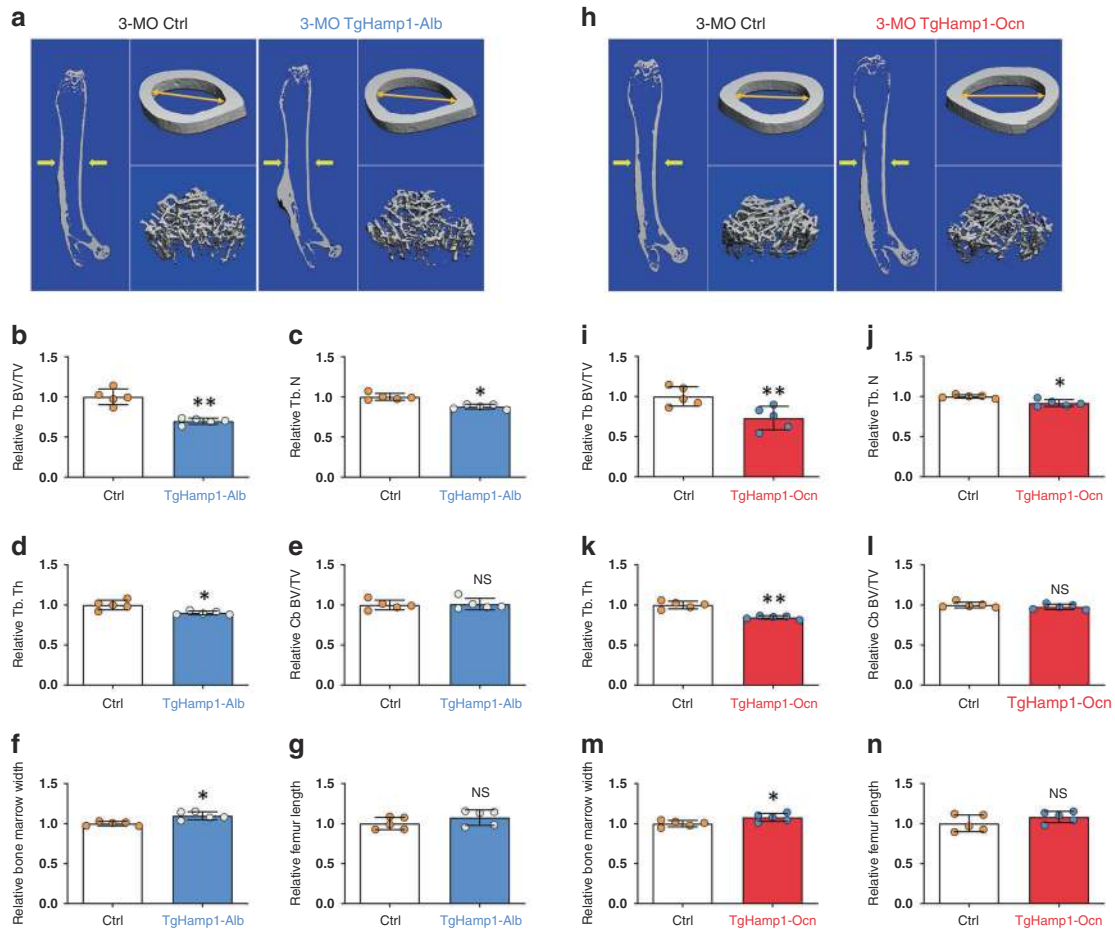 a
3-MO Ctrl
3-MO TgHamp1-Alb
h
3-MO Ctrl
3-MO TgHamp1-Ocn
b
Relative Tb BV/TV
1.5
1.0
0.5
0.0
**
Ctrl
TgHamp1-Alb
c
Relative Tb. N
1.5
1.0
0.5
0.0
*
Ctrl
TgHamp1-Alb
i
Relative Tb BV/TV
1.5
1.0
0.5
0.0
**
Ctrl
TgHamp1-Ocn
j
Relative Tb. N
1.5
1.0
0.5
0.0
*
Ctrl
TgHamp1-Ocn
d
Relative Tb. Th
1.5
1.0
0.5
0.0
*
Ctrl
TgHamp1-Alb
e
Relative Cb BV/TV
1.5
1.0
0.5
0.0
NS
Ctrl
TgHamp1-Alb
k
Relative Tb. Th
1.5
1.0
0.5
0.0
**
Ctrl
TgHamp1-Ocn
l
Relative Cb BV/TV
1.5
1.0
0.5
0.0
NS
Ctrl
TgHamp1-Ocn
f
Relative bone marrow width
1.5
1.0
0.5
0.0
*
Ctrl
TgHamp1-Alb
g
Relative femur length
1.5
1.0
0.5
0.0
NS
Ctrl
TgHamp1-Alb
m
Relative bone marrow width
1.5
1.0
0.5
0.0
*
Ctrl
TgHamp1-Ocn
n
Relative femur length
1.5
1.0
0.5
0.0
NS
Ctrl
TgHamp1-Ocn